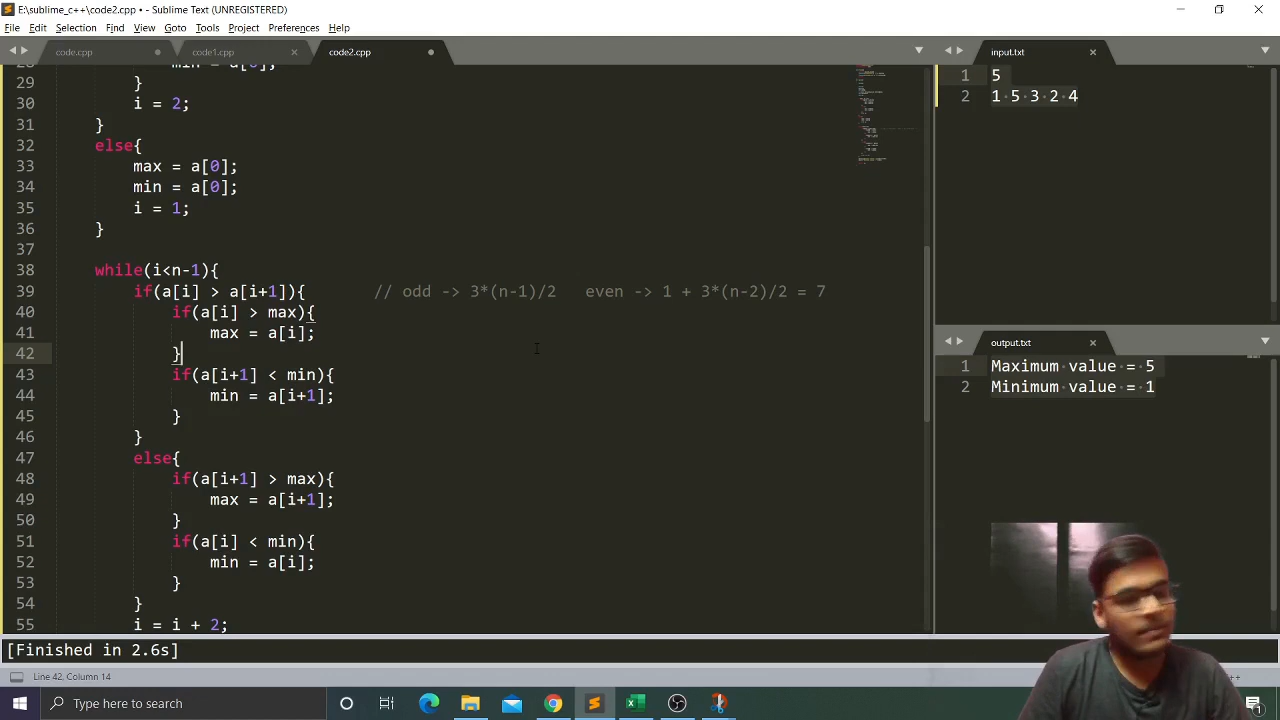 E:\sublime_c++\code2.cpp • - Sublime Text (UNREGISTERED)
File Edit Selection Find View Goto Tools Project Preferences Help
code.cpp code1.cpp code2.cpp
28 min = a[0];
29 }
30 i = 2;
31 }
32 else{
33 max = a[0];
34 min = a[0];
35 i = 1;
36 }
37
38 while(i<n-1){
39 if(a[i] > a[i+1]){ // odd -> 3*(n-1)/2 even -> 1 + 3*(n-2)/2 = 7
40 if(a[i] > max){
41 max = a[i];
42 }
43 if(a[i+1] < min){
44 min = a[i+1];
45 }
46 }
47 else{
48 if(a[i+1] > max){
49 max = a[i+1];
50 }
51 if(a[i] < min){
52 min = a[i];
53 }
54 }
55 i = i + 2;
input.txt
1 5
2 1·5·3·2·4
output.txt
1 Maximum·value·=·5
2 Minimum·value·=·1
[Finished in 2.6s]
Line 42, Column 14
Type here to search